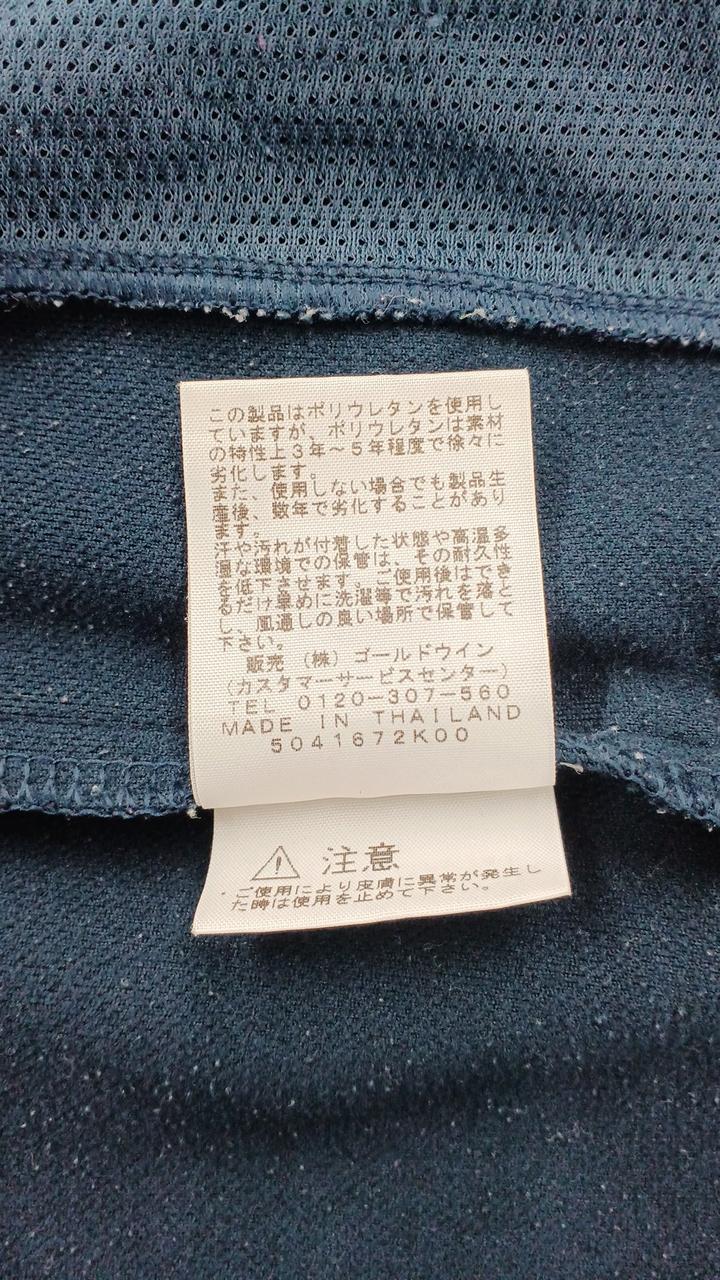 この製品はポリウレタンを使用し
ていますが、ポリウレタンは素材
の特性上3年～5年程度で徐々に
劣化します。
また、使用しない場合でも製品生
産後、数年で劣化することがあり
ます。
汗や汚れが付着した状態や高温多
湿な環境での保管は、その耐久性
を低下させます。ご使用後はでき
るだけ早めに洗濯等で汚れを落と
し、風通しの良い場所で保管して
下さい。
販売 (株) ゴールドウイン
(カスタマーサービスセンター)
TEL 0120-307-560
MADE IN THAILAND
5041672K00
⚠ 注意
・ご使用により皮膚に異常が発生し
た時は使用を止めて下さい。